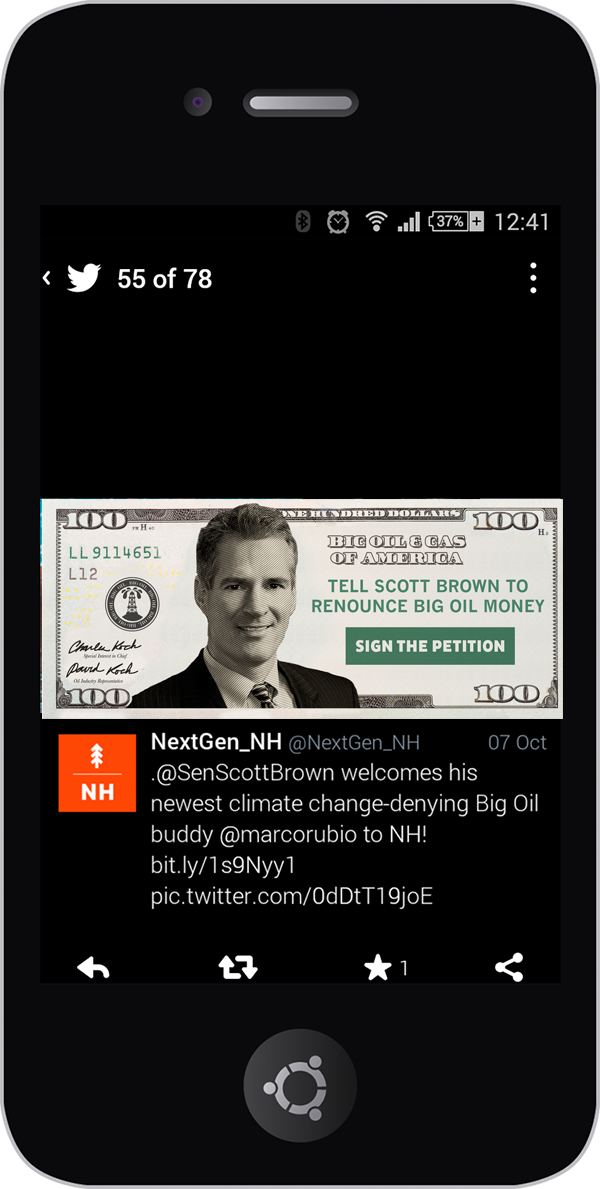 37%
12:41
55 of 78
ONE HUNDRED DOLLARS
100
100
BIG OIL & GAS
OF AMERICA
LL 9114651
L12
TELL SCOTT BROWN TO
RENOUNCE BIG OIL MONEY
SIGN THE PETITION
Charles Koch
Special Interest in Chief
David Koch
Oil Industry Representative
100
100
NH
NextGen_NH @NextGen_NH 07 Oct
.@SenScottBrown welcomes his
newest climate change-denying Big Oil
buddy @marcorubio to NH!
bit.ly/1s9Nyy1
pic.twitter.com/0dDtT19joE
1